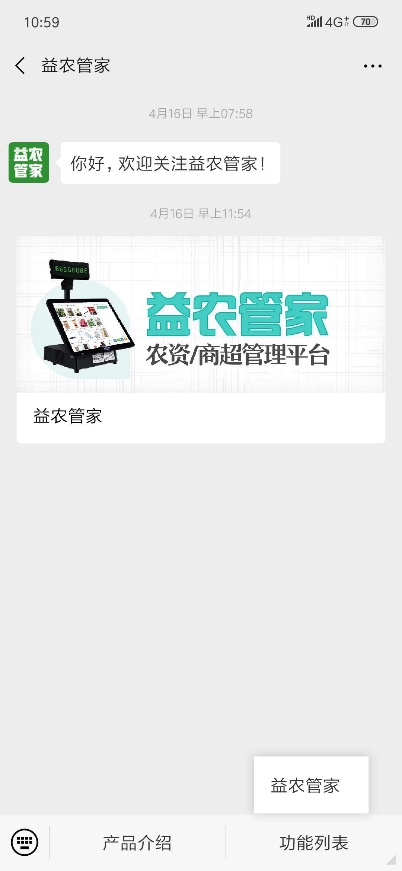 10:59
HD 4G+ 70
益农管家
4月16日 早上07:58
益农
管家
你好，欢迎关注益农管家！
4月16日 早上11:54
益农管家
农资/商超管理平台
益农管家
益农管家
产品介绍
功能列表